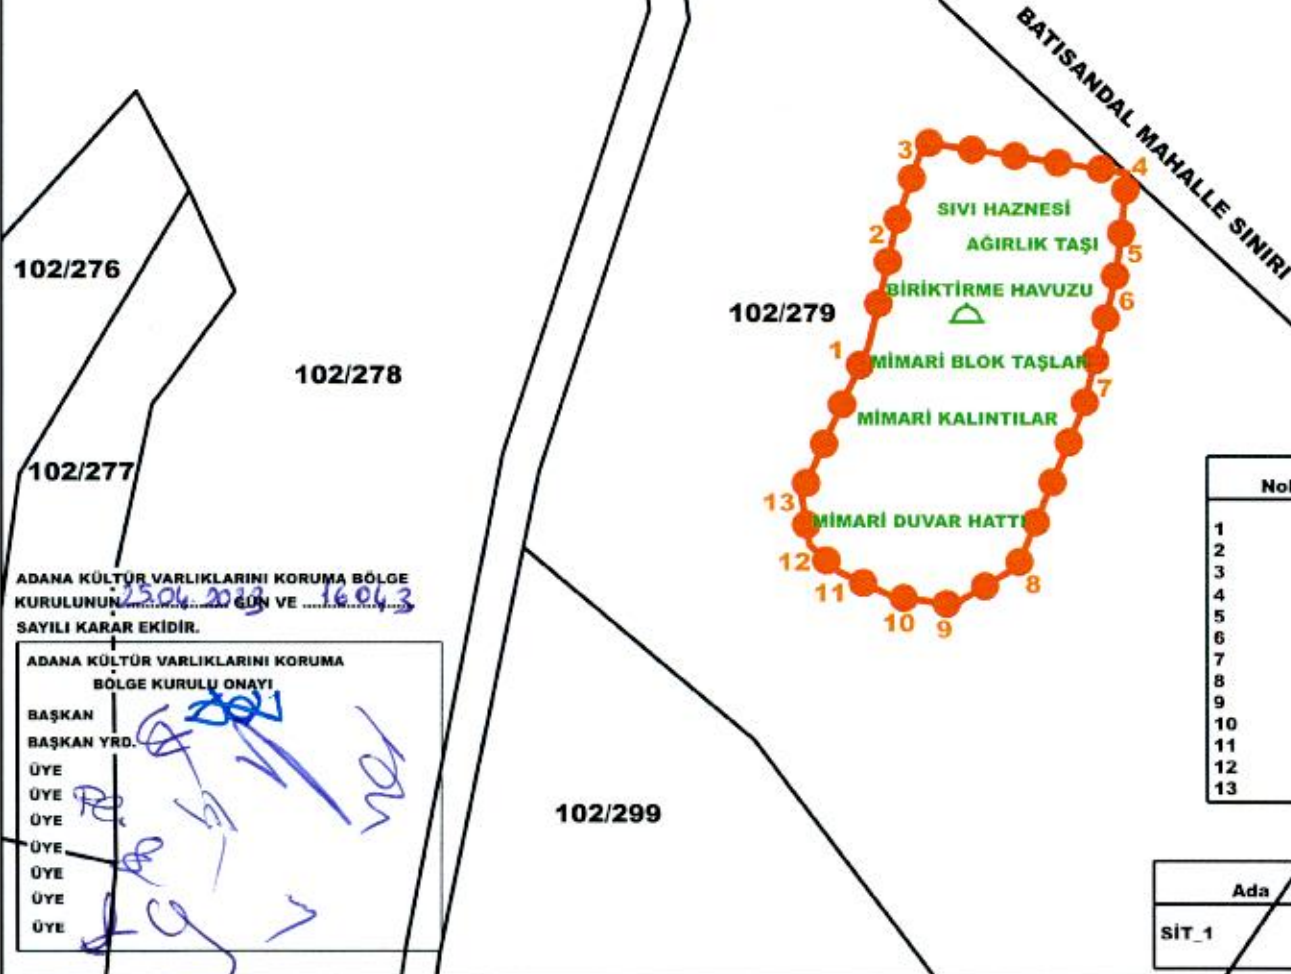 BATISANDAL MAHALLE SINIRI
3
4
SIVI HAZNESİ
2
AĞIRLIK TAŞI
5
102/276
BİRİKTİRME HAVUZU
6
102/279
1
MİMARİ BLOK TAŞLAR
102/278
7
MİMARİ KALINTILAR
102/277
13
MİMARİ DUVAR HATTI
12
11
8
10
9
ADANA KÜLTÜR VARLIKLARINI KORUMA BÖLGE
KURULUNUN 25.04.2023 GÜN VE 16043
SAYILI KARAR EKİDİR.
ADANA KÜLTÜR VARLIKLARINI KORUMA
BÖLGE KURULU ONAYI
BAŞKAN
BAŞKAN YRD.
ÜYE
ÜYE
ÜYE
ÜYE
ÜYE
ÜYE
ÜYE
102/299
1
2
3
4
5
6
7
8
9
10
11
12
13
Ada
SİT_1